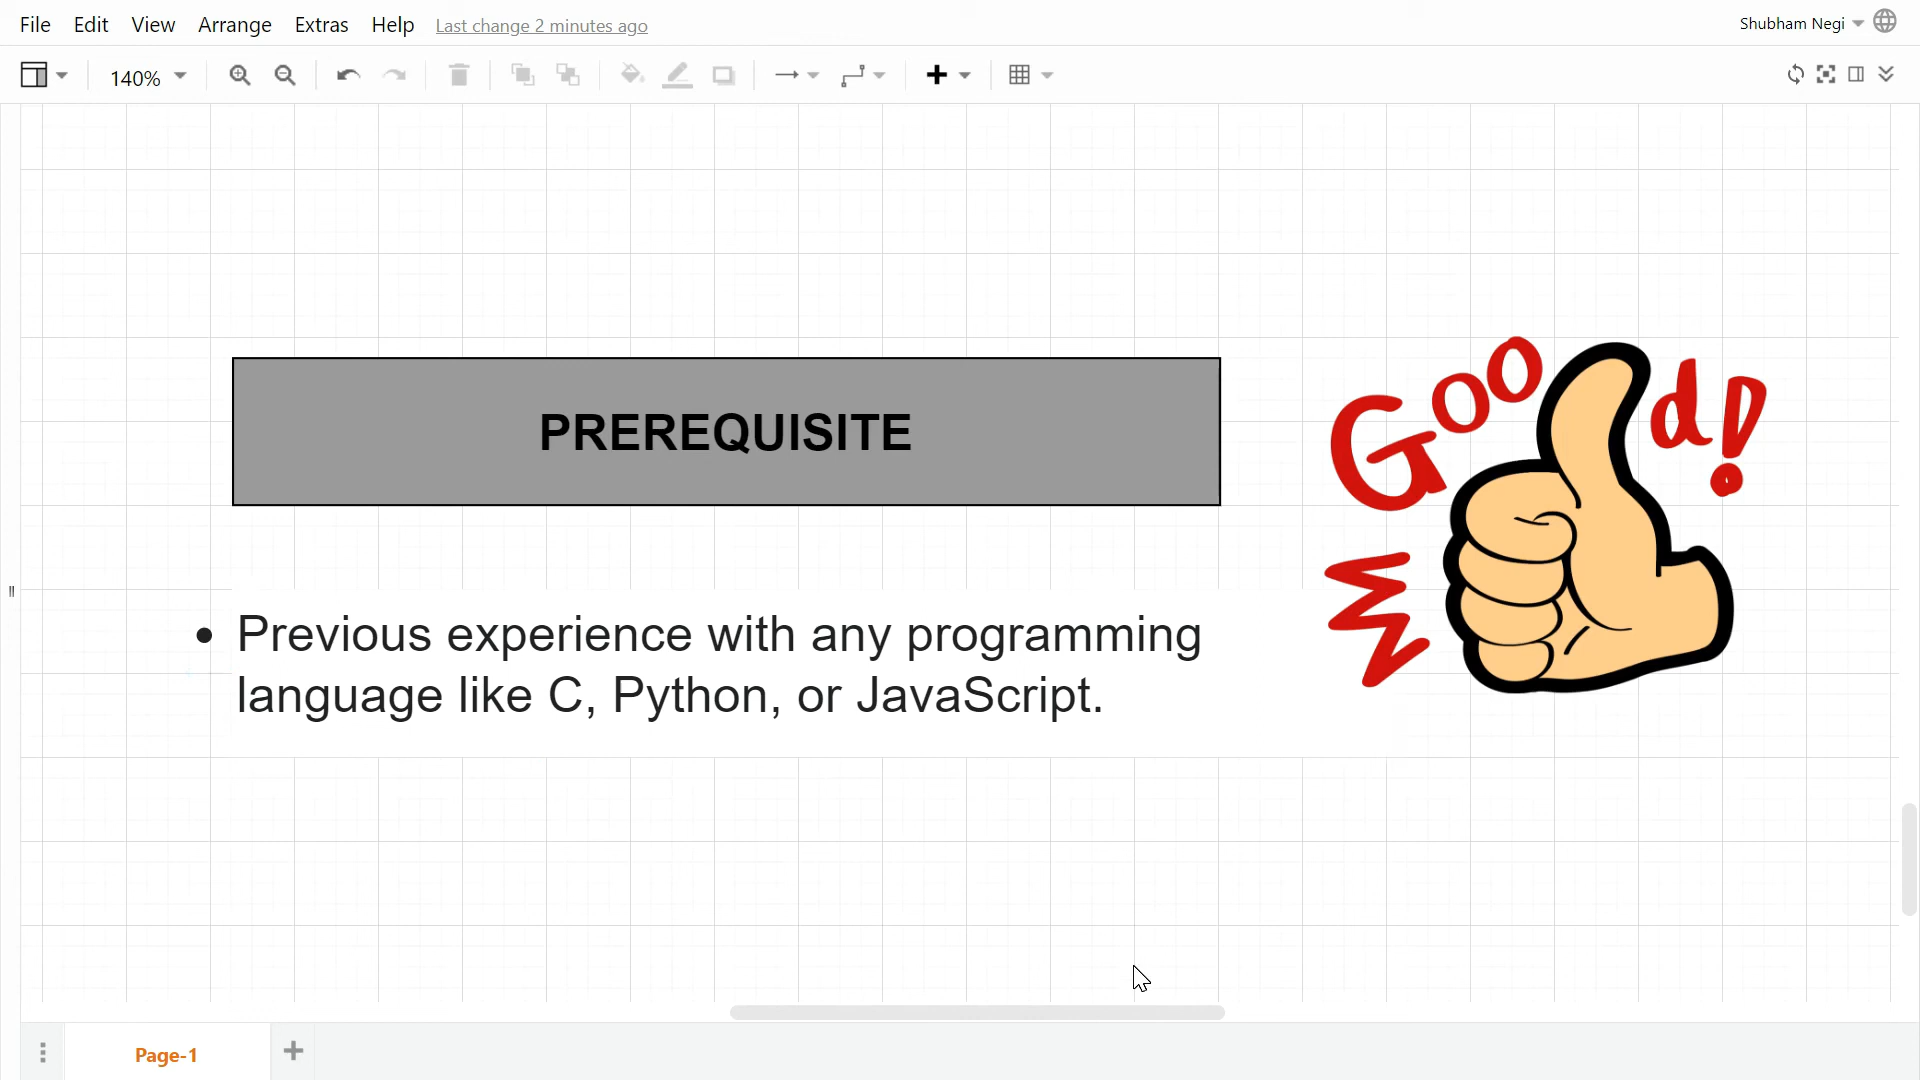 File Edit View Arrange Extras Help Last change 2 minutes ago Shubham Negi
140%
PREREQUISITE
Good!
• Previous experience with any programming
language like C, Python, or JavaScript.
Page-1